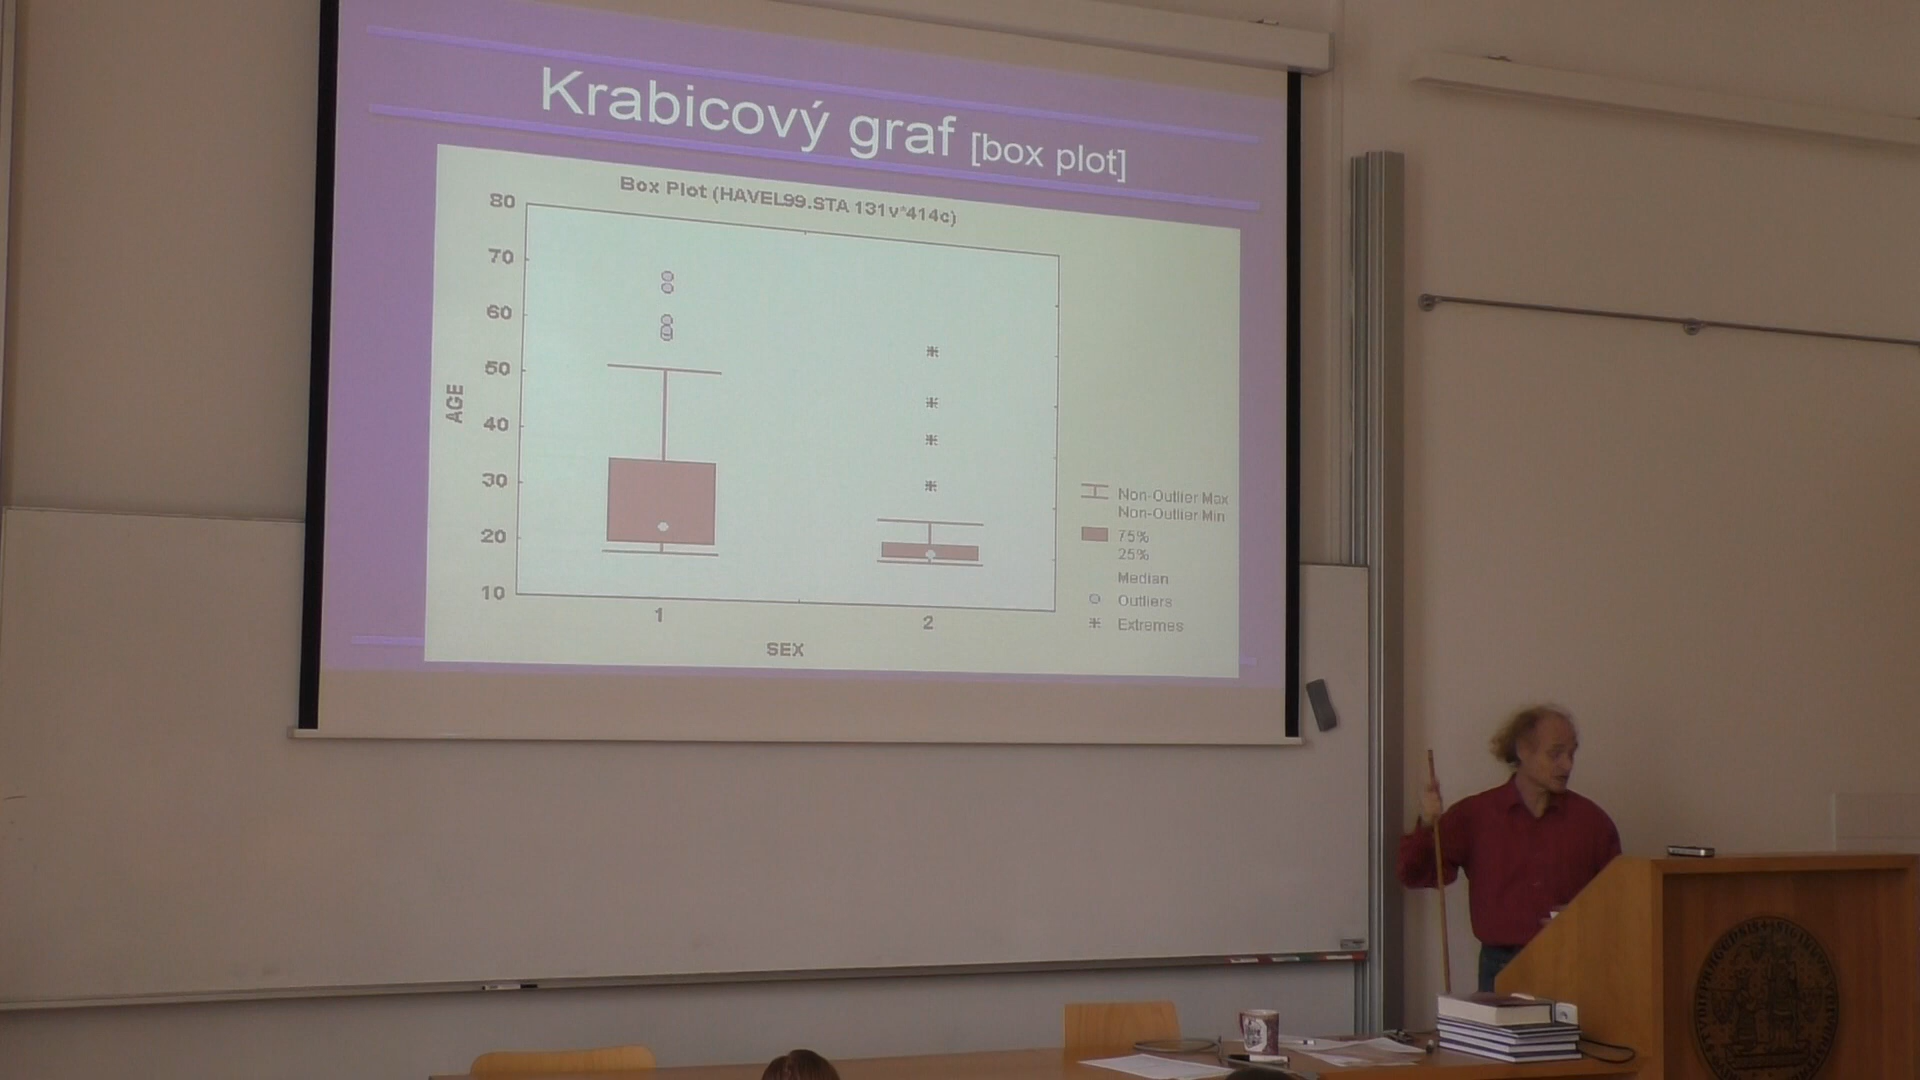 Krabicový graf [box plot]
Box Plot (HAVEL99.STA 131v*414c)
80
70
60
50
40
30
20
10
AGE
1
2
SEX
Non-Outlier Max
Non-Outlier Min
75%
25%
Median
Outliers
Extremes